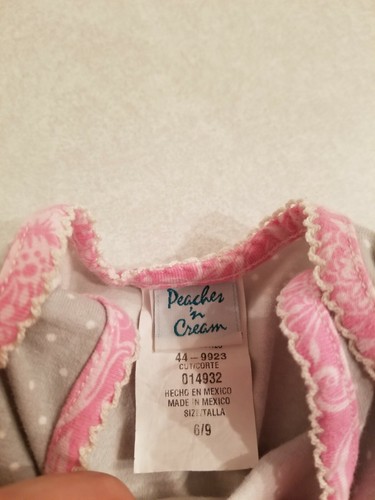 Peaches
'n
Cream
44-9923
CUT/CORTE
014932
HECHO EN MEXICO
MADE IN MEXICO
SIZE/TALLA
6/9